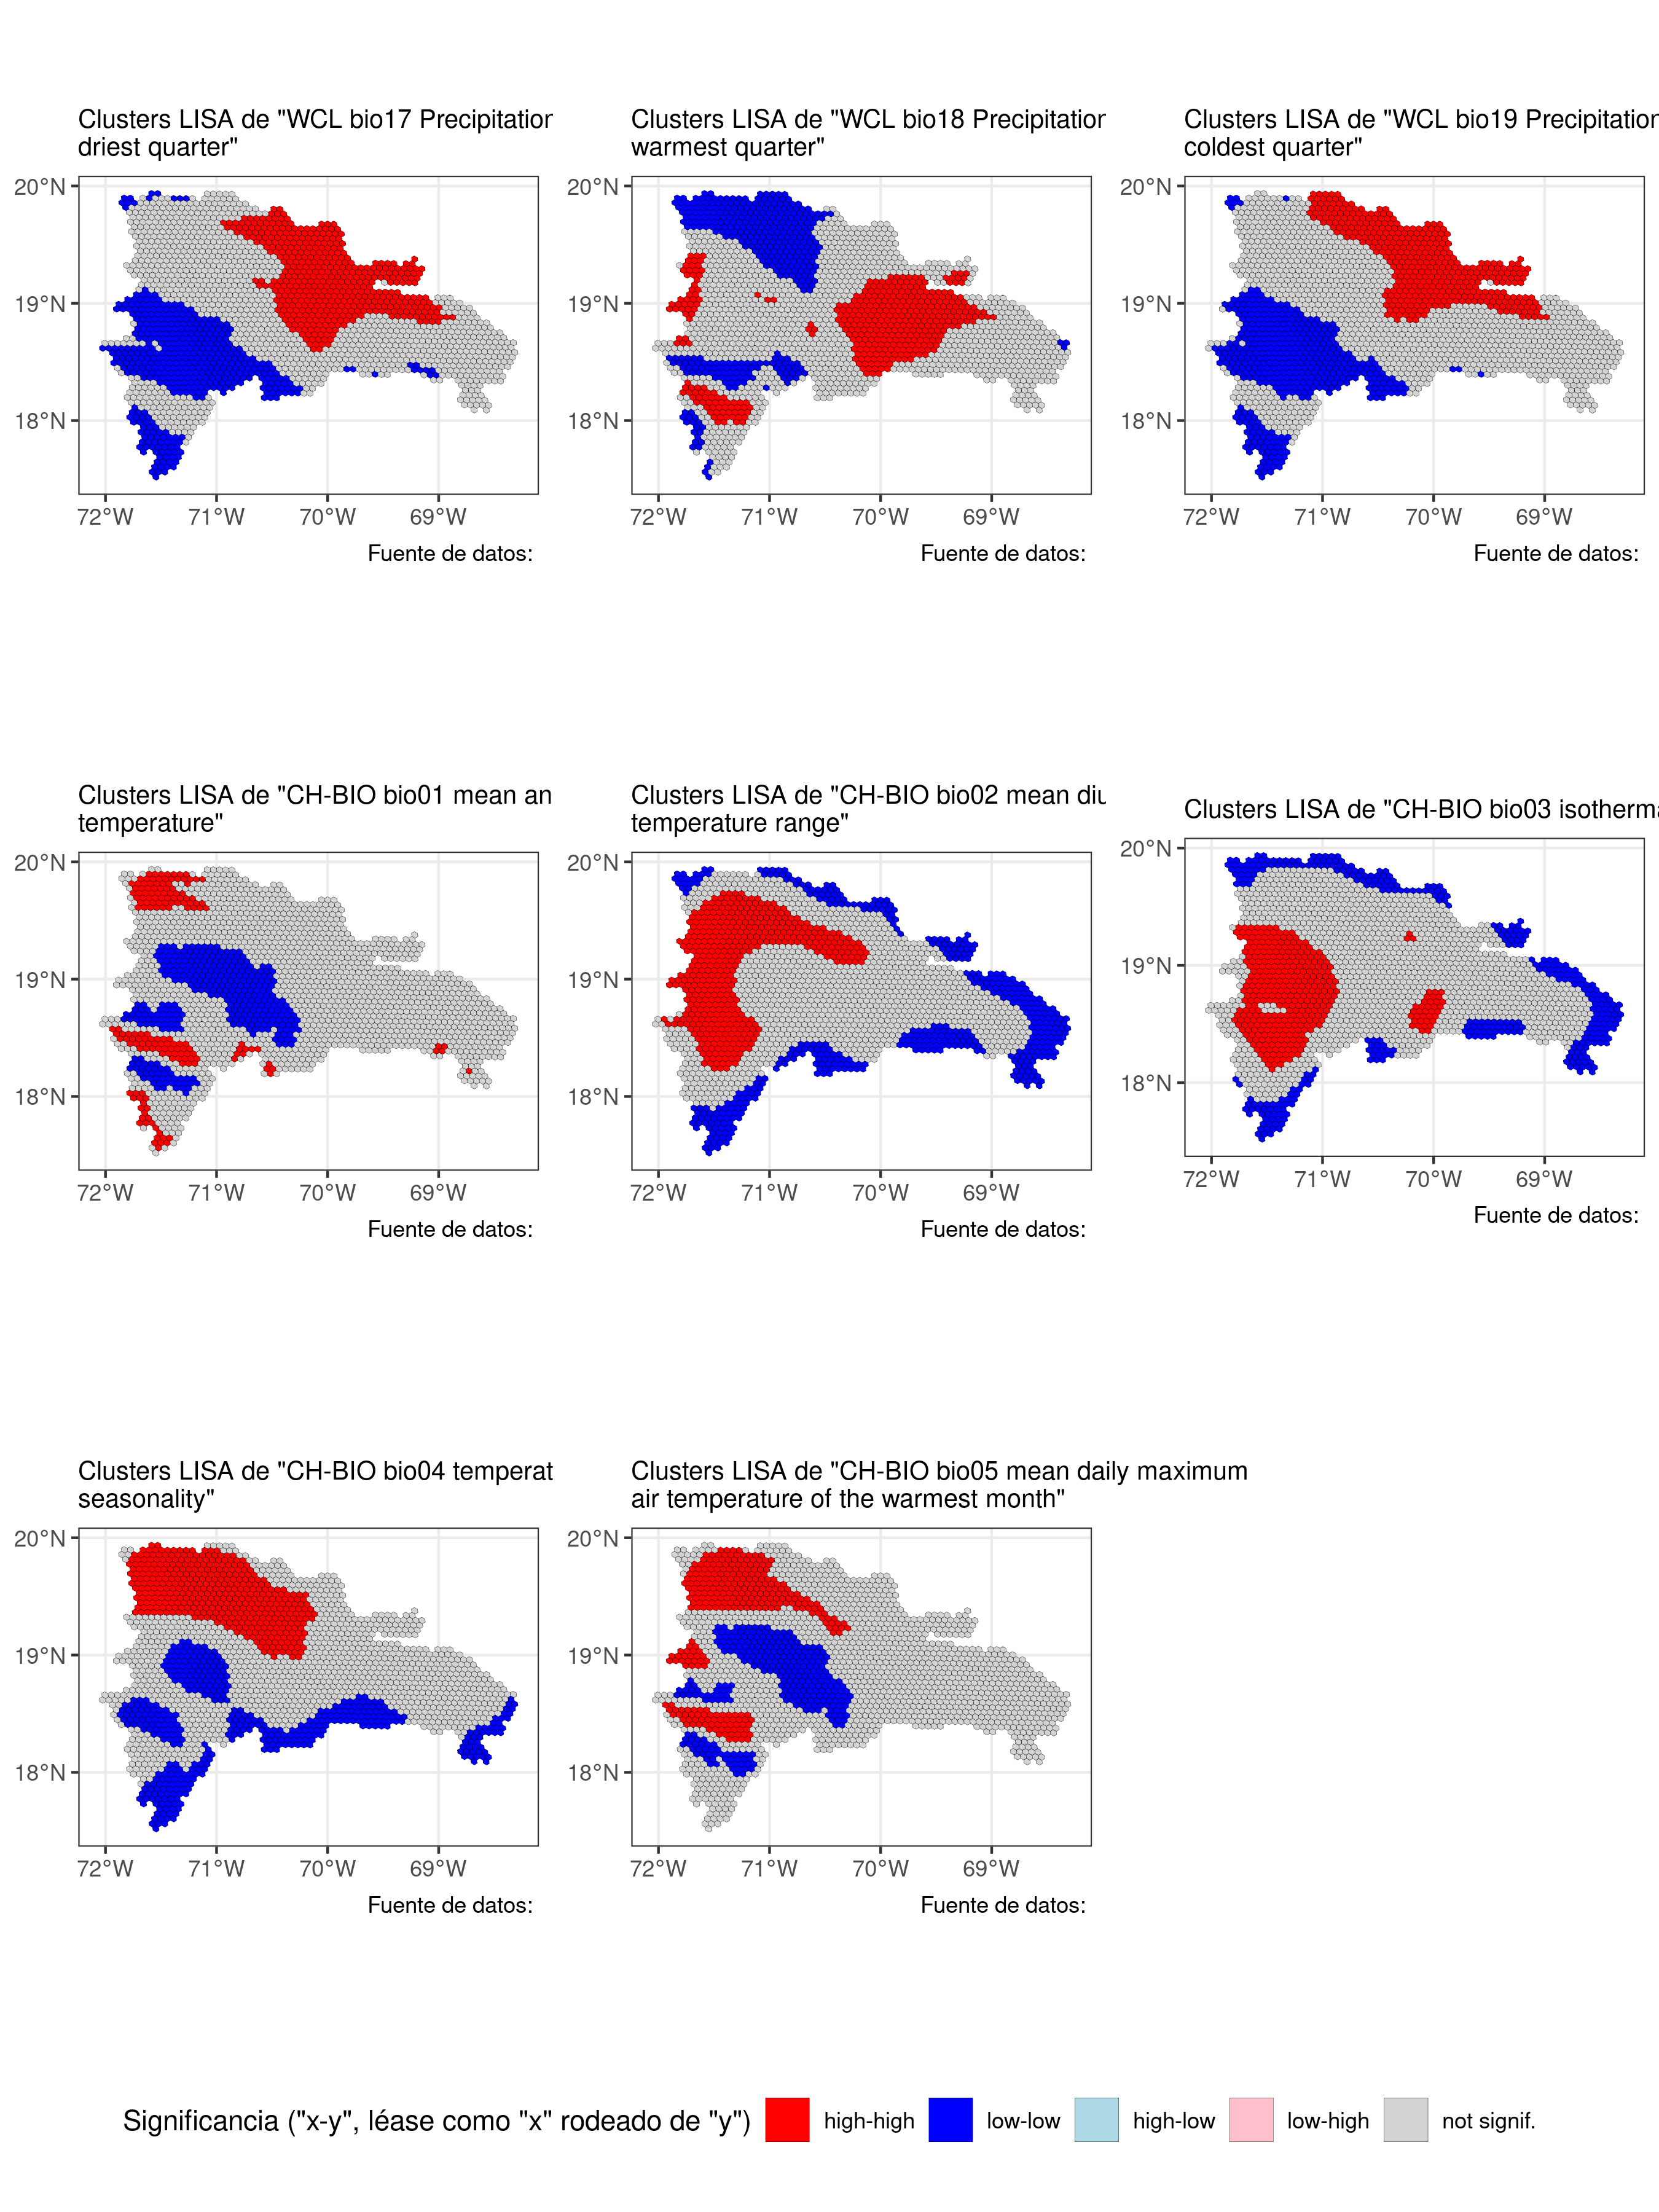 Clusters LISA de "WCL bio17 Precipitation
driest quarter"
20°N
19°N
18°N
72°W 71°W 70°W 69°W
Fuente de datos:
Clusters LISA de "WCL bio18 Precipitation
warmest quarter"
20°N
19°N
18°N
72°W 71°W 70°W 69°W
Fuente de datos:
Clusters LISA de "WCL bio19 Precipitation
coldest quarter"
20°N
19°N
18°N
72°W 71°W 70°W 69°W
Fuente de datos:
Clusters LISA de "CH-BIO bio01 mean an
temperature"
20°N
19°N
18°N
72°W 71°W 70°W 69°W
Fuente de datos:
Clusters LISA de "CH-BIO bio02 mean diu
temperature range"
20°N
19°N
18°N
72°W 71°W 70°W 69°W
Fuente de datos:
Clusters LISA de "CH-BIO bio03 isotherma
20°N
19°N
18°N
72°W 71°W 70°W 69°W
Fuente de datos:
Clusters LISA de "CH-BIO bio04 temperat
seasonality"
20°N
19°N
18°N
72°W 71°W 70°W 69°W
Fuente de datos:
Clusters LISA de "CH-BIO bio05 mean daily maximum
air temperature of the warmest month"
20°N
19°N
18°N
72°W 71°W 70°W 69°W
Fuente de datos:
Significancia ("x-y", léase como "x" rodeado de "y") high-high low-low high-low low-high not signif.